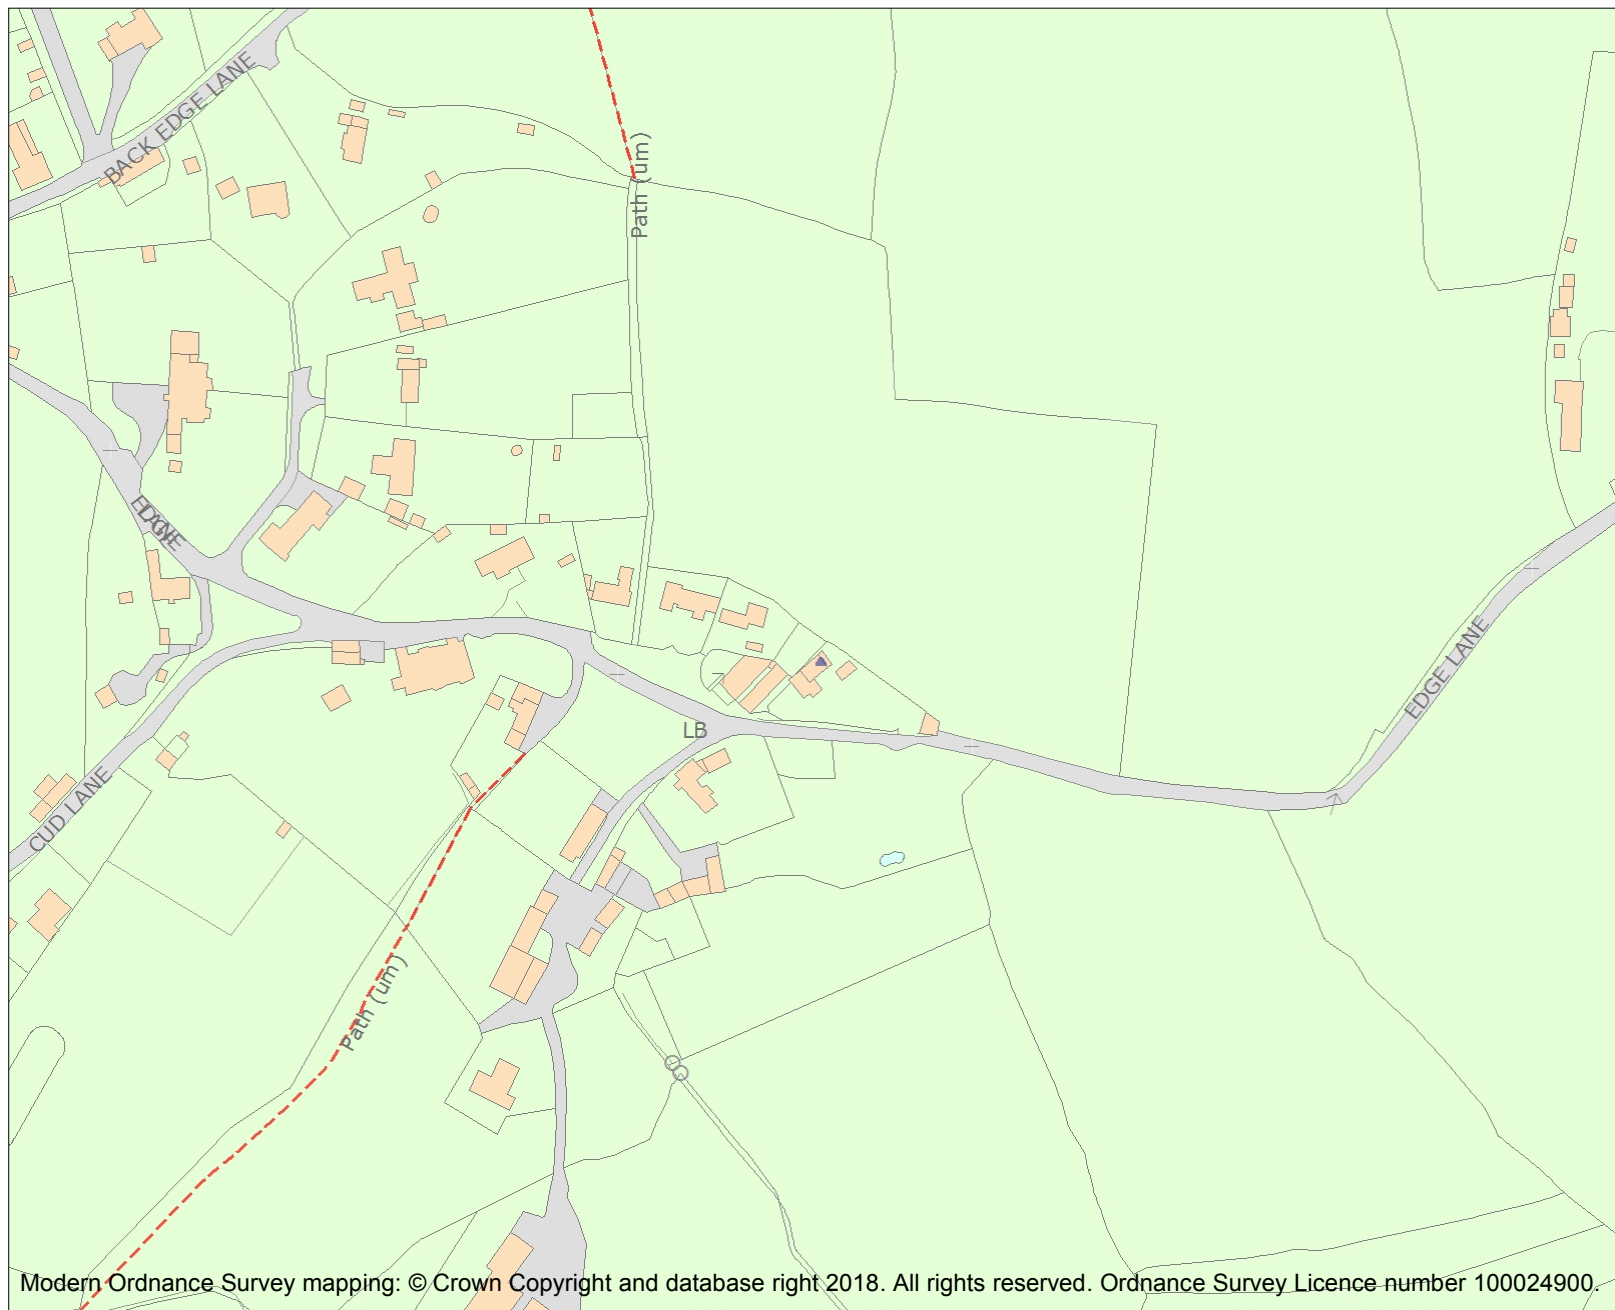 BACK EDGE LANE
Path (um)
EDGE LANE
EDGE LANE
LB
CUD LANE
Path (um)
Modern Ordnance Survey mapping: © Crown Copyright and database right 2018. All rights reserved. Ordnance Survey Licence number 100024900.